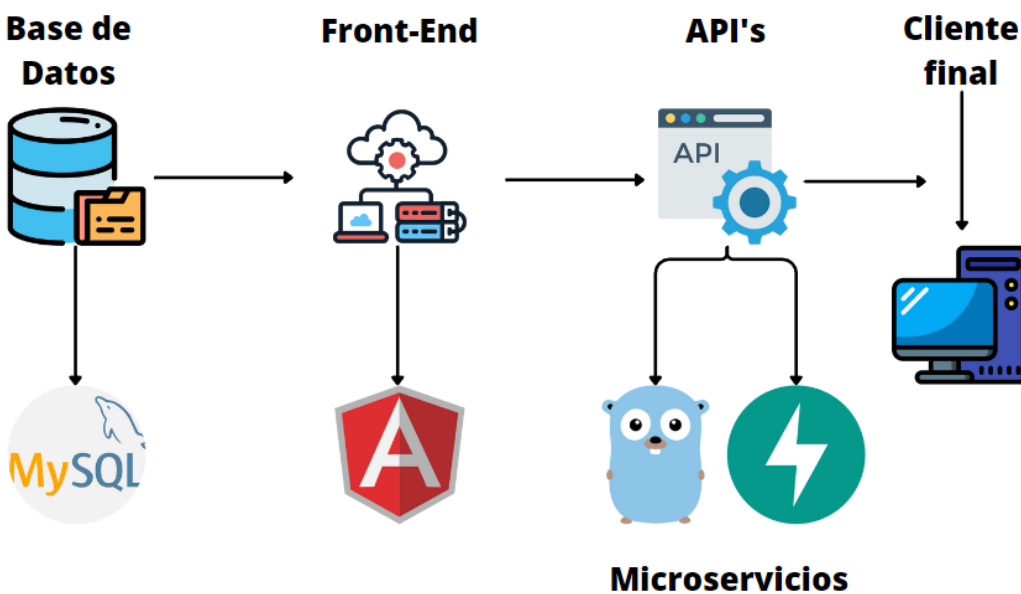 Base de
Datos
Front-End
API's
Cliente
final
API
MySQL
Microservicios